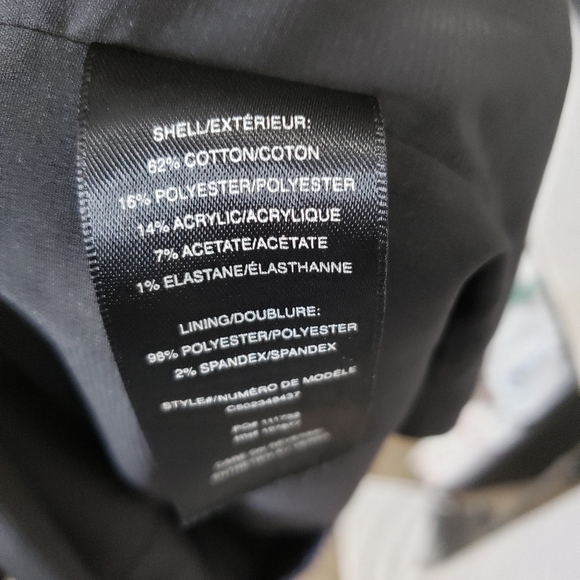 SHELL/EXTÉRIEUR:
62% COTTON/COTON
16% POLYESTER/POLYESTER
14% ACRYLIC/ACRYLIQUE
7% ACETATE/ACÉTATE
1% ELASTANE/ÉLASTHANNE
LINING/DOUBLURE:
98% POLYESTER/POLYESTER
2% SPANDEX/SPANDEX
STYLE#/NUMÉRO DE MODÈLE